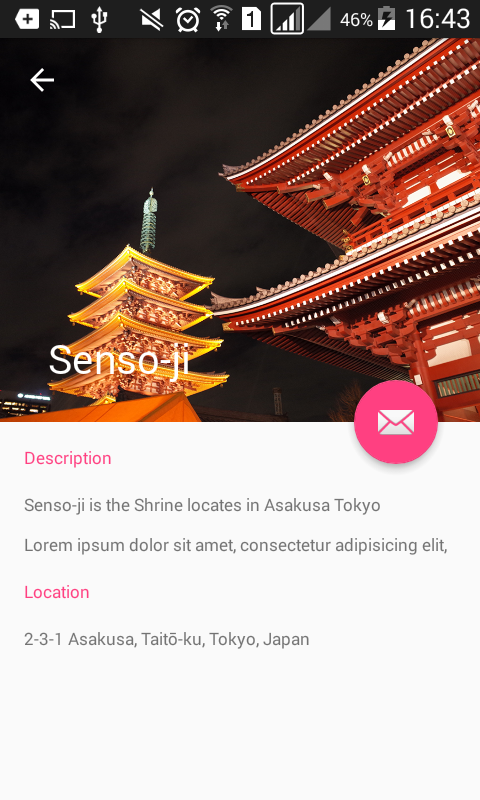 1
46%
16:43
Senso-ji
Description
Senso-ji is the Shrine locates in Asakusa Tokyo
Lorem ipsum dolor sit amet, consectetur adipisicing elit,
Location
2-3-1 Asakusa, Taitō-ku, Tokyo, Japan